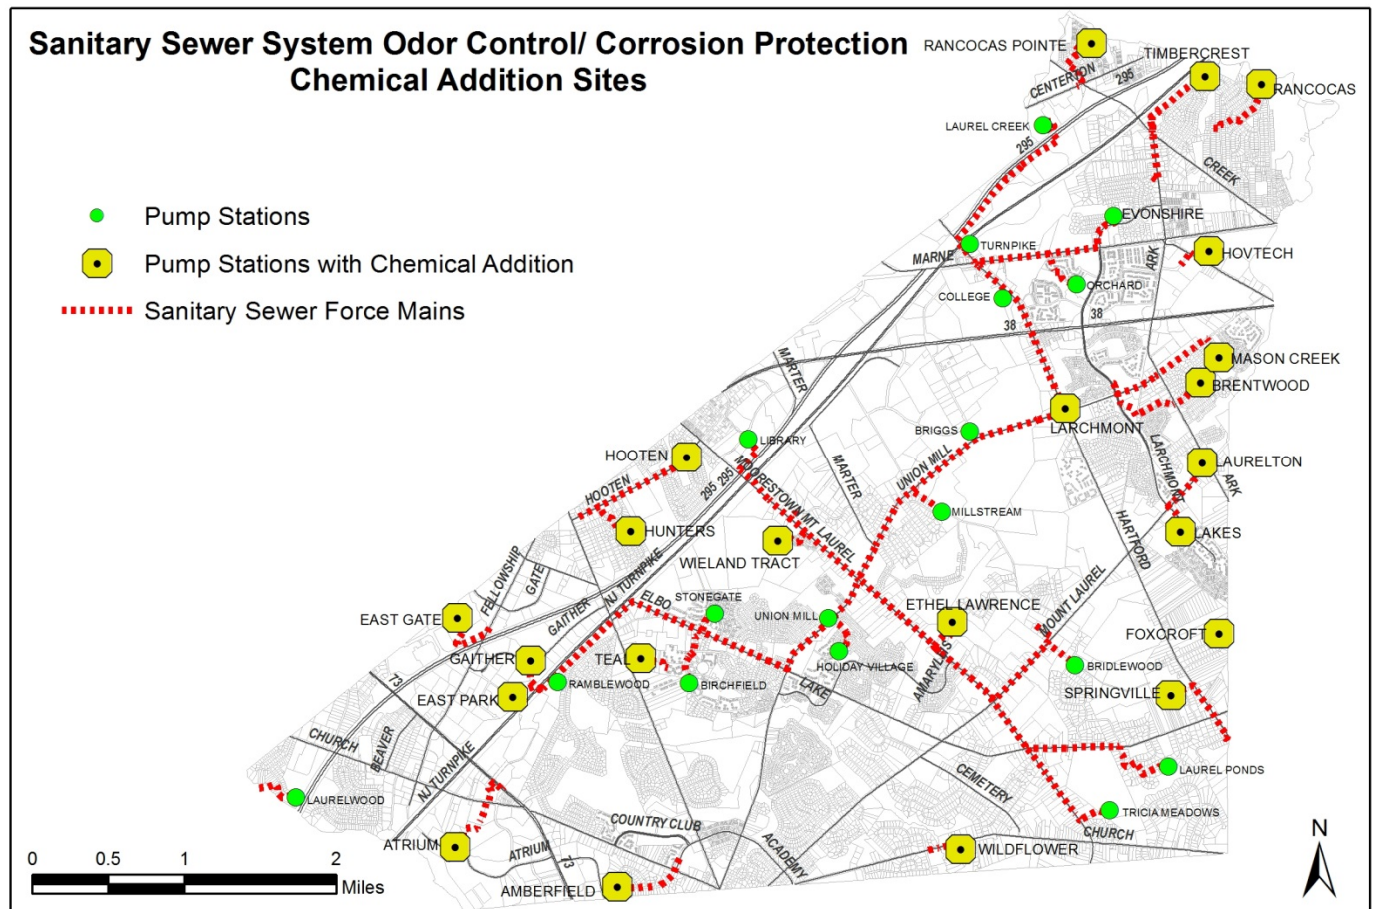 Sanitary Sewer System Odor Control/ Corrosion Protection
Chemical Addition Sites
Pump Stations
Pump Stations with Chemical Addition
Sanitary Sewer Force Mains
RANCOCAS POINTE
TIMBERCREST
CENTERTON
295
RANCOCAS
LAUREL CREEK
295
CREEK
EVONSHIRE
TURNPIKE
MARNE
ARK
HOVTECH
ORCHARD
COLLEGE
38
38
MARTER
MASON CREEK
BRENTWOOD
LARCHMONT
BRIGGS
LIBRARY
HOOTEN
MOORESTOWN MT LAUREL
MARTER
UNION MILL
LARCHMONT
LAURELTON
ARK
295
295
HOOTEN
MILLSTREAM
HUNTERS
WIELAND TRACT
HARTFORD
LAKES
FELLOWSHIP
GATE
NJ TURNPIKE
GAITHER
ELBO
STONEGATE
UNION MILL
ETHEL LAWRENCE
MOUNT LAUREL
EAST GATE
FOXCROFT
GAITHER
TEAL
HOLIDAY VILLAGE
AMARYLLIS
BRIDLEWOOD
73
EAST PARK
RAMBLEWOOD
BIRCHFIELD
LAKE
SPRINGVILLE
CHURCH
BEAVER
NJ TURNPIKE
CEMETERY
LAUREL PONDS
LAURELWOOD
TRICIA MEADOWS
COUNTRY CLUB
CHURCH
ATRIUM
ATRIUM
73
ACADEMY
WILDFLOWER
AMBERFIELD
0 0.5 1 2
Miles
N